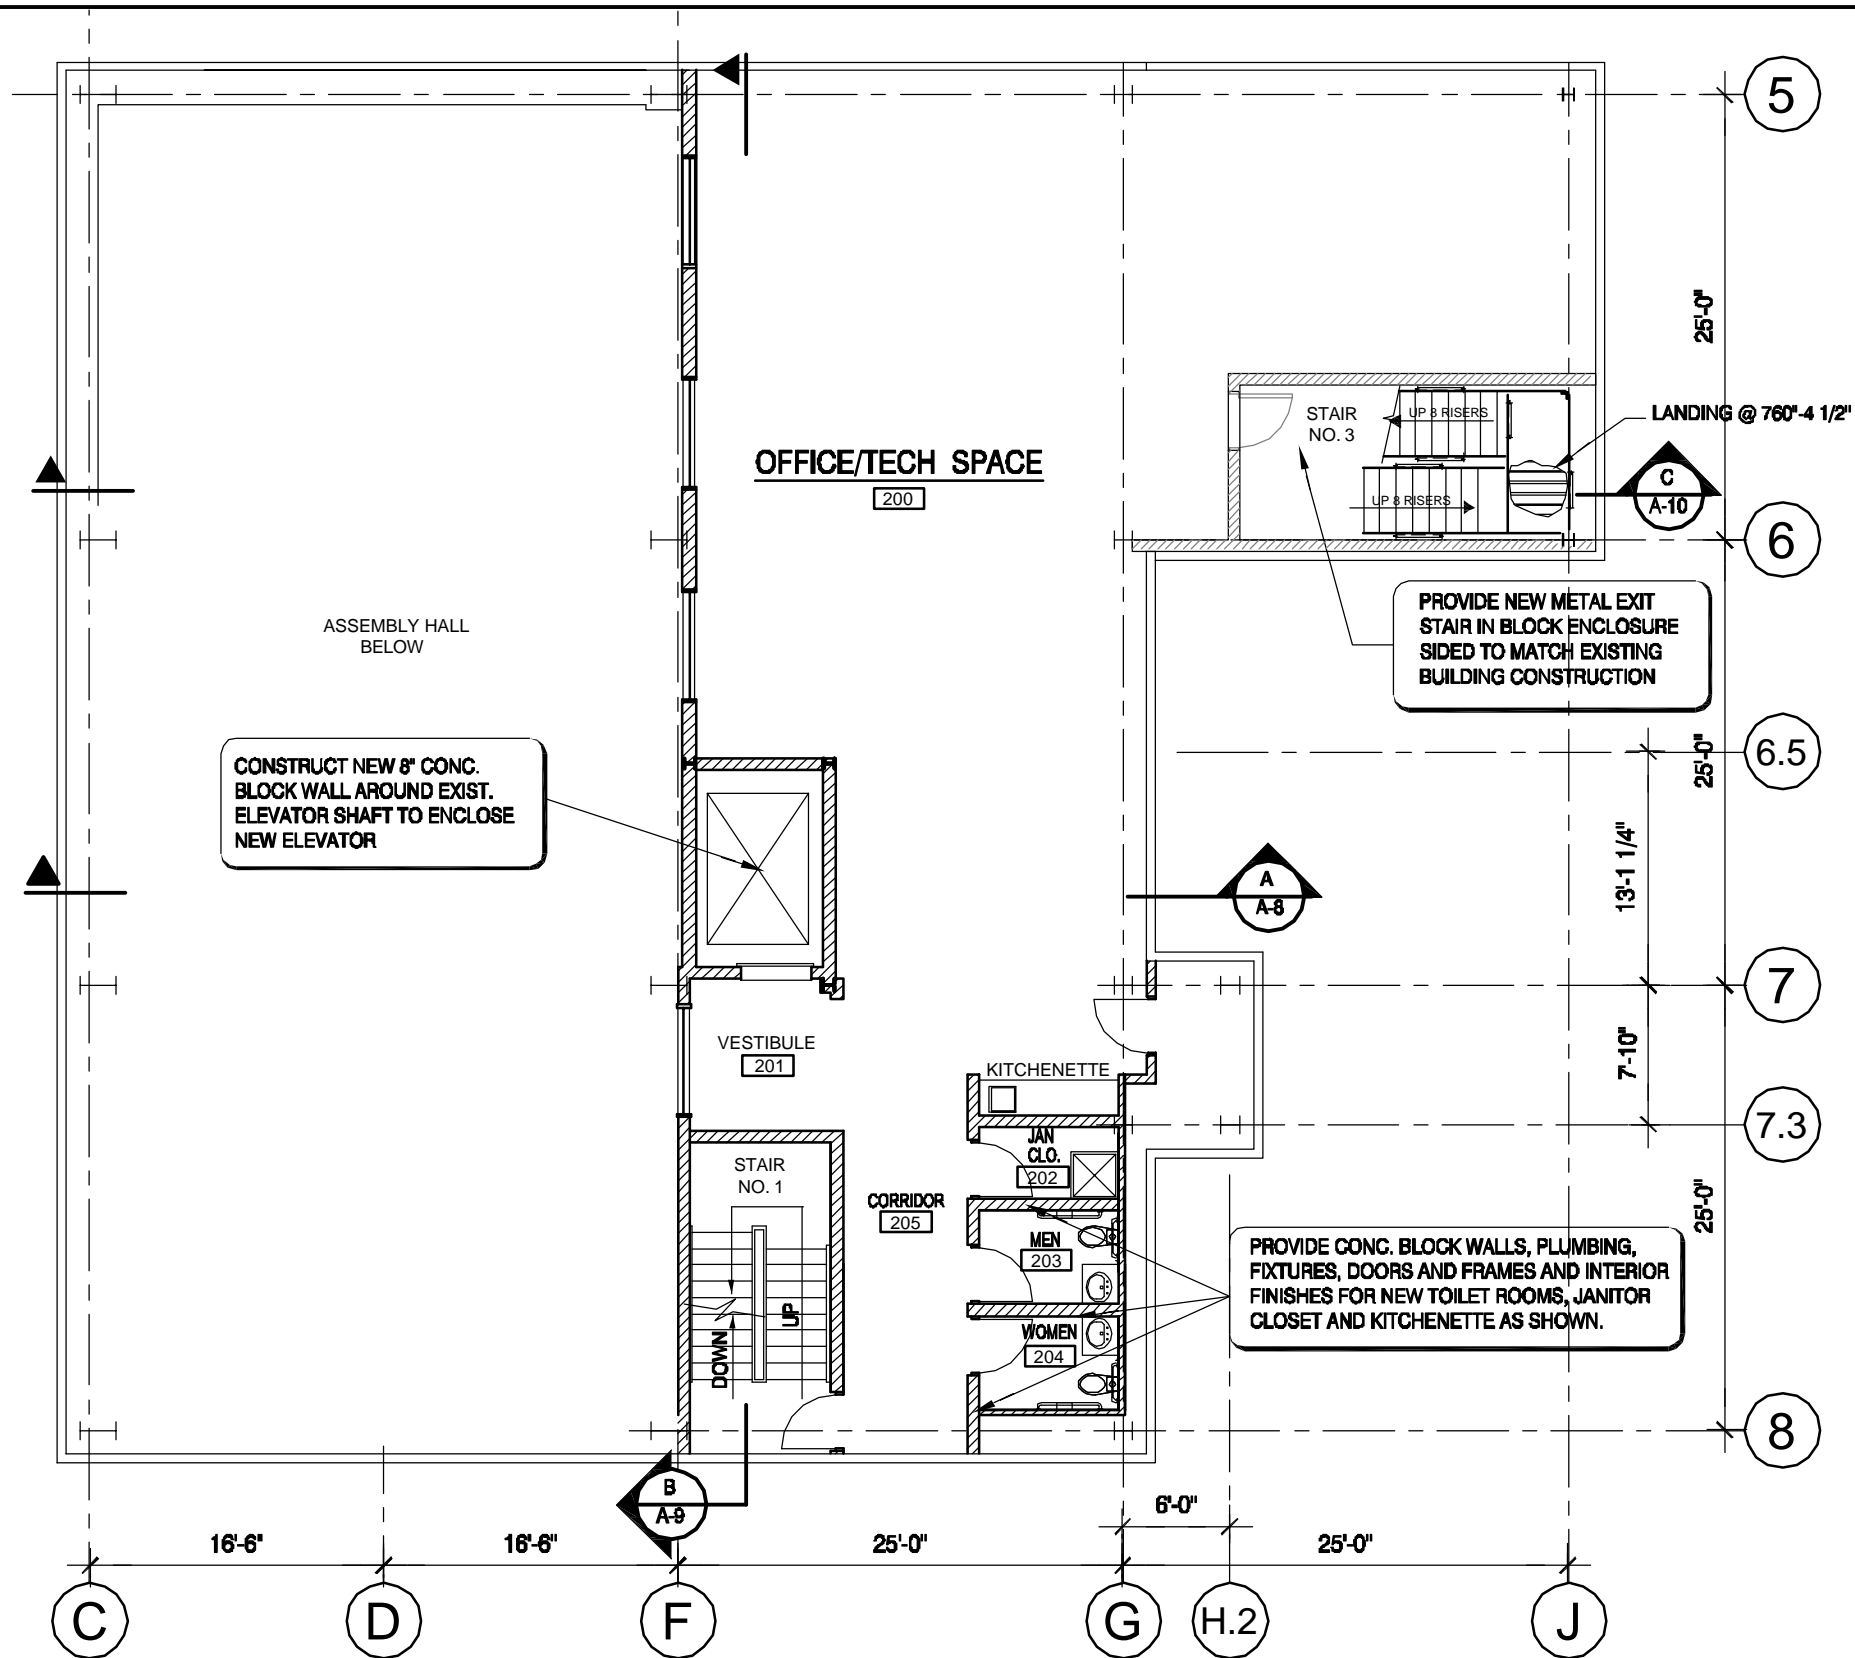 5
25'-0"
STAIR
NO. 3
UP 8 RISERS
UP 8 RISERS
LANDING @ 760"-4 1/2"
C
A-10
OFFICE/TECH SPACE
200
6
PROVIDE NEW METAL EXIT
STAIR IN BLOCK ENCLOSURE
SIDED TO MATCH EXISTING
BUILDING CONSTRUCTION
ASSEMBLY HALL
BELOW
6.5
25'-0"
CONSTRUCT NEW 8" CONC.
BLOCK WALL AROUND EXIST.
ELEVATOR SHAFT TO ENCLOSE
NEW ELEVATOR
13'-1 1/4"
A
A-8
7
VESTIBULE
201
KITCHENETTE
7'-10"
7.3
JAN
CLO.
202
STAIR
NO. 1
CORRIDOR
205
25'-0"
MEN
203
PROVIDE CONC. BLOCK WALLS, PLUMBING,
FIXTURES, DOORS AND FRAMES AND INTERIOR
FINISHES FOR NEW TOILET ROOMS, JANITOR
CLOSET AND KITCHENETTE AS SHOWN.
UP
DOWN
WOMEN
204
8
B
A-9
6'-0"
16'-6"
16'-6"
25'-0"
25'-0"
C
D
F
G
H.2
J